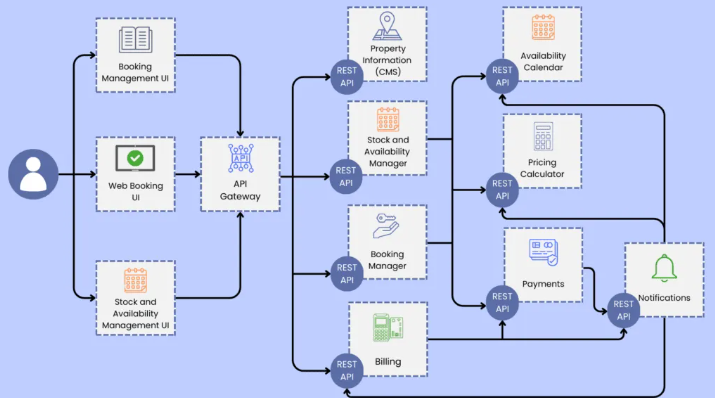 Booking
Management UI
Web Booking
UI
Stock and
Availability
Management UI
API
API
Gateway
Property
Information
(CMS)
REST
API
Stock and
Availability
Manager
REST
API
Booking
Manager
REST
API
Billing
REST
API
Availability
Calendar
REST
API
Pricing
Calculator
REST
API
Payments
REST
API
Notifications
REST
API